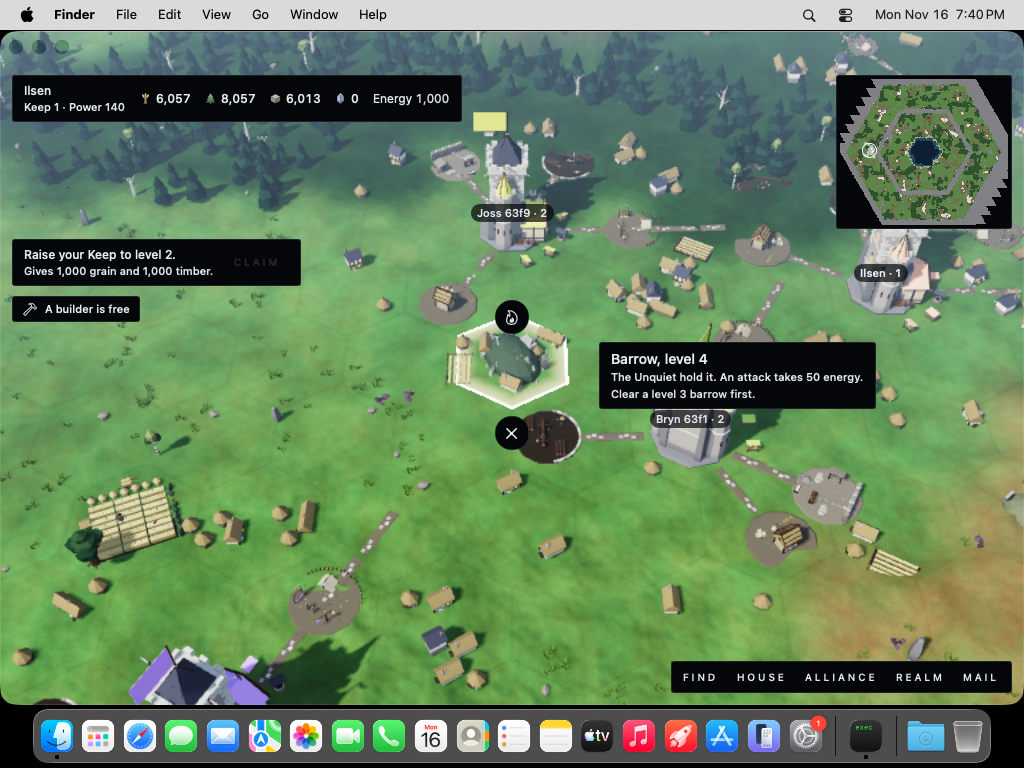 Finder File Edit View Go Window Help
Mon Nov 16 7:40 PM
Ilsen
Keep 1 · Power 140
6,057
8,057
6,013
0
Energy 1,000
Joss 63f9 · 2
Ilsen · 1
Raise your Keep to level 2.
Gives 1,000 grain and 1,000 timber.
CLAIM
A builder is free
Barrow, level 4
The Unquiet hold it. An attack takes 50 energy.
Clear a level 3 barrow first.
Bryn 63f1 · 2
FIND HOUSE ALLIANCE REALM MAIL
Mon
16
tv
1
exec